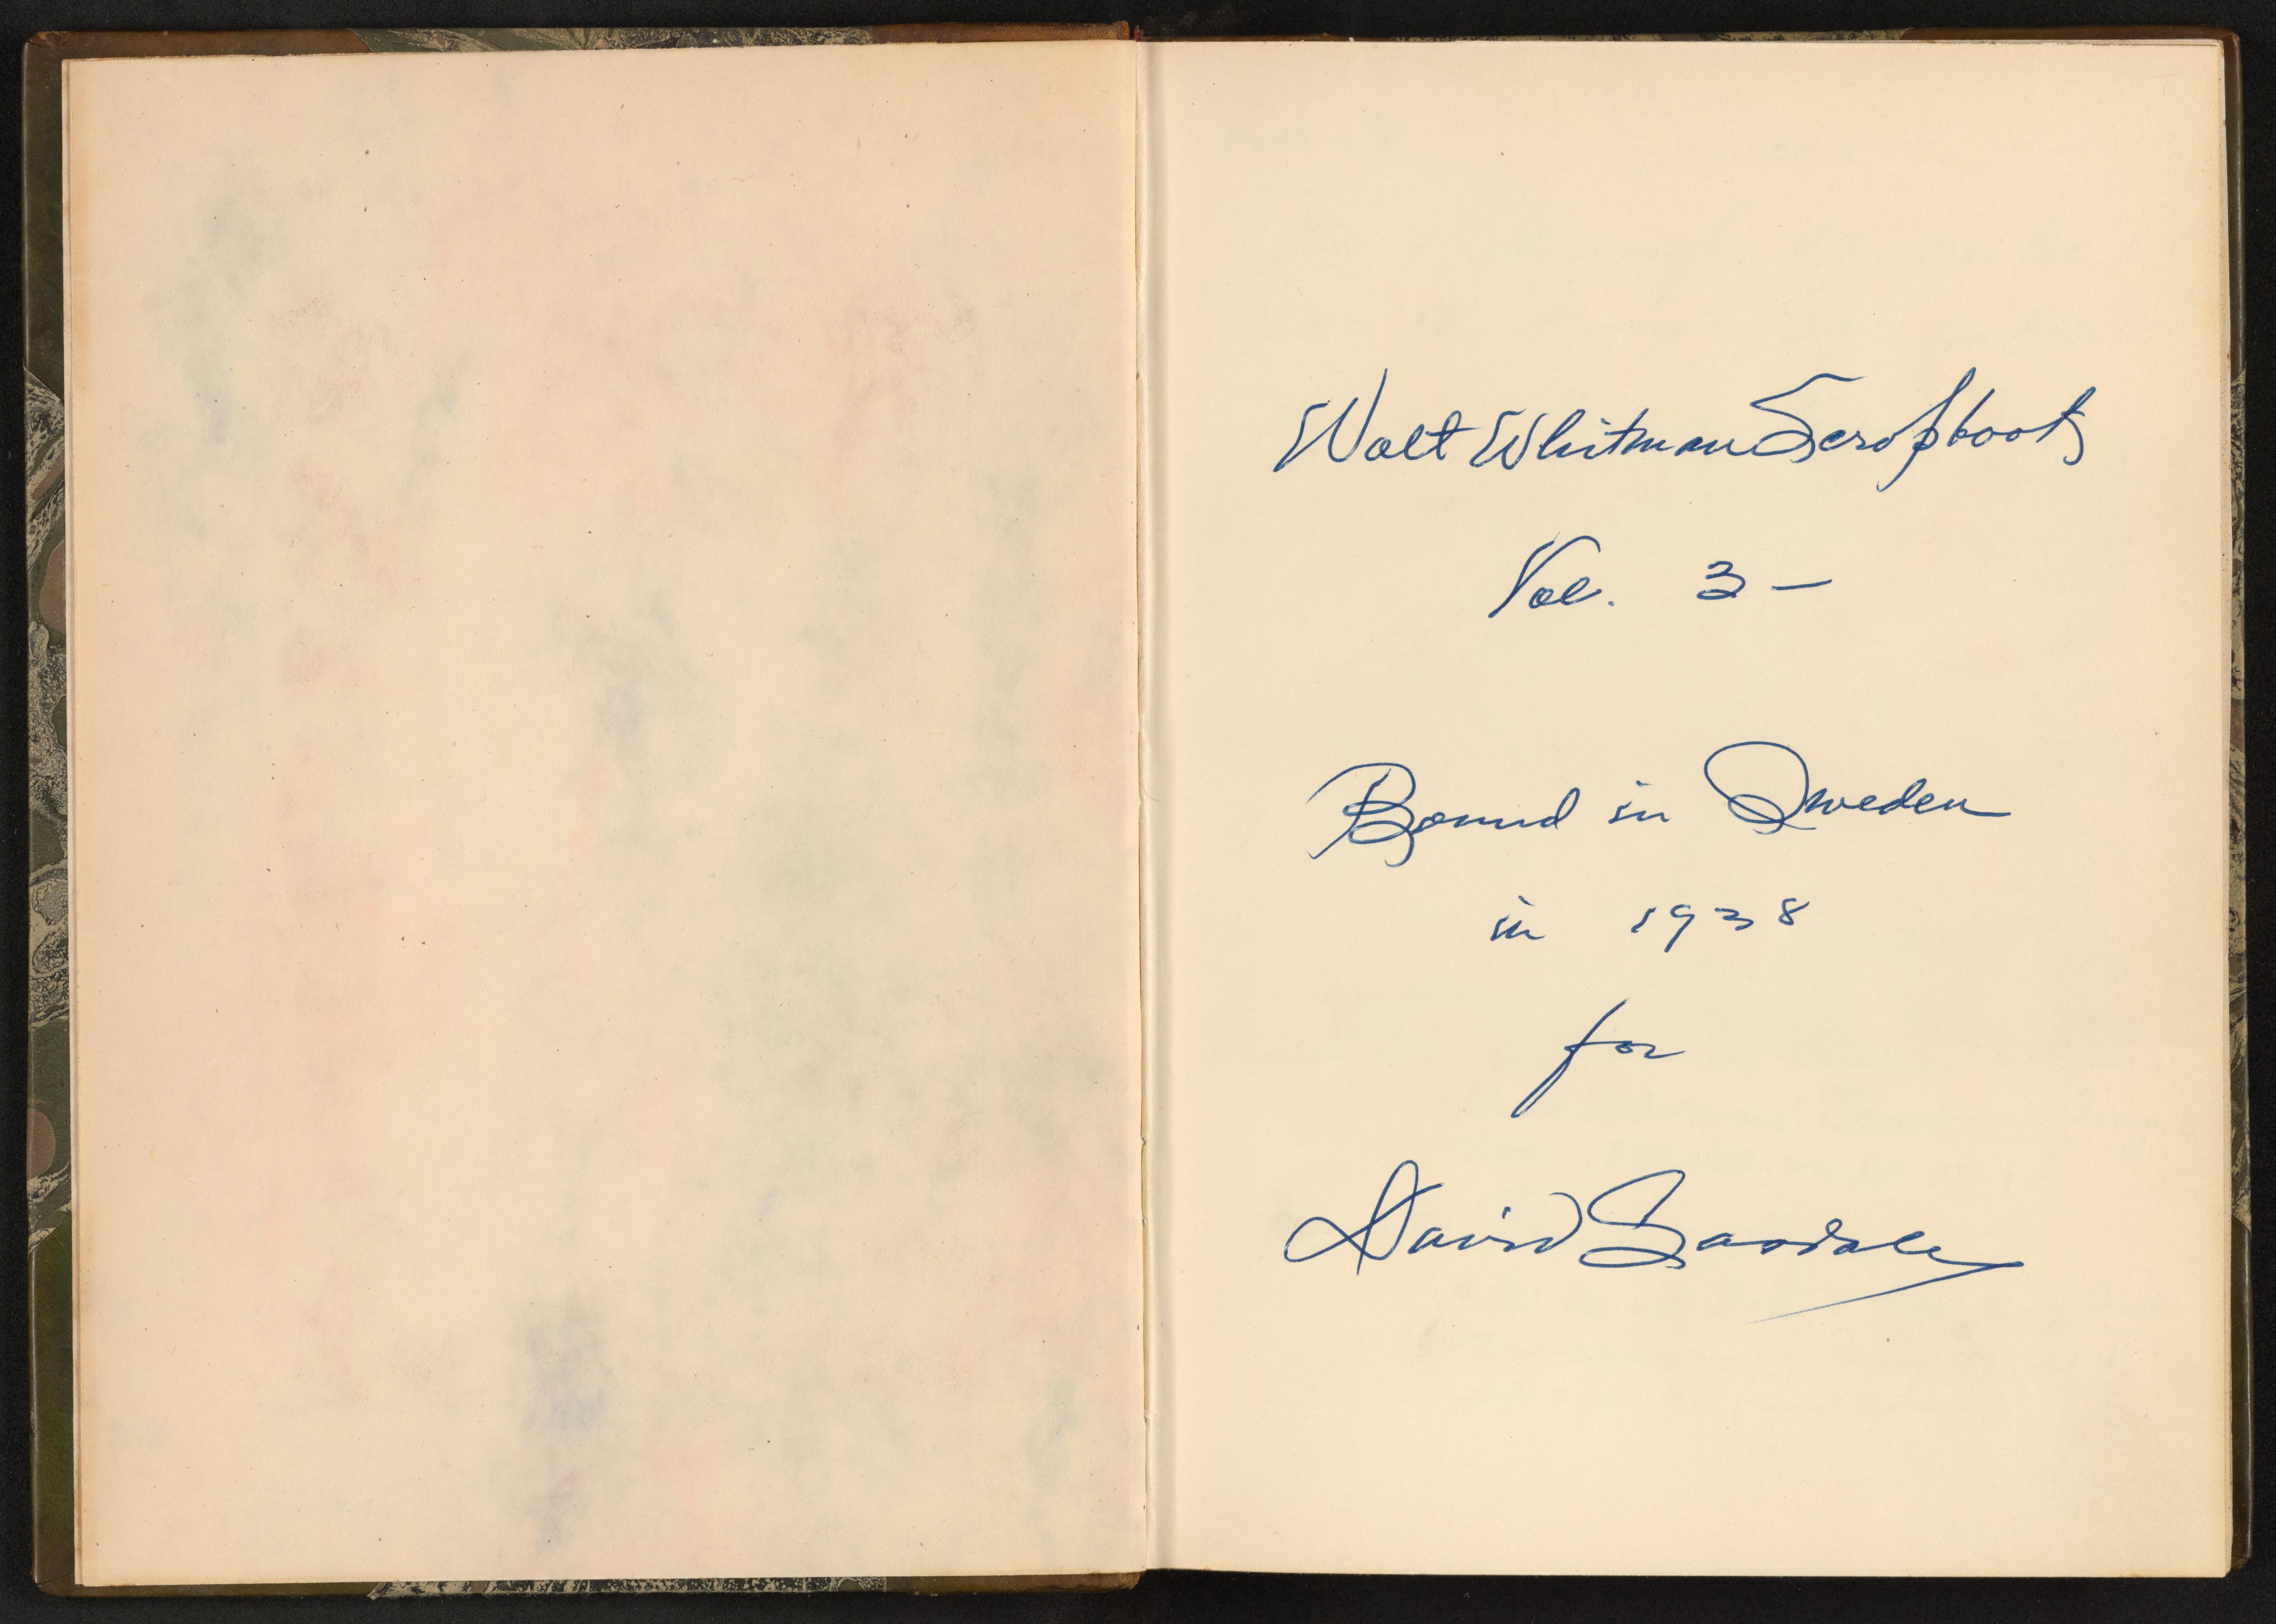 Walt Whitman Scrapbook
Vol. 3 —
Bound in Sweden
in 1938
for
David